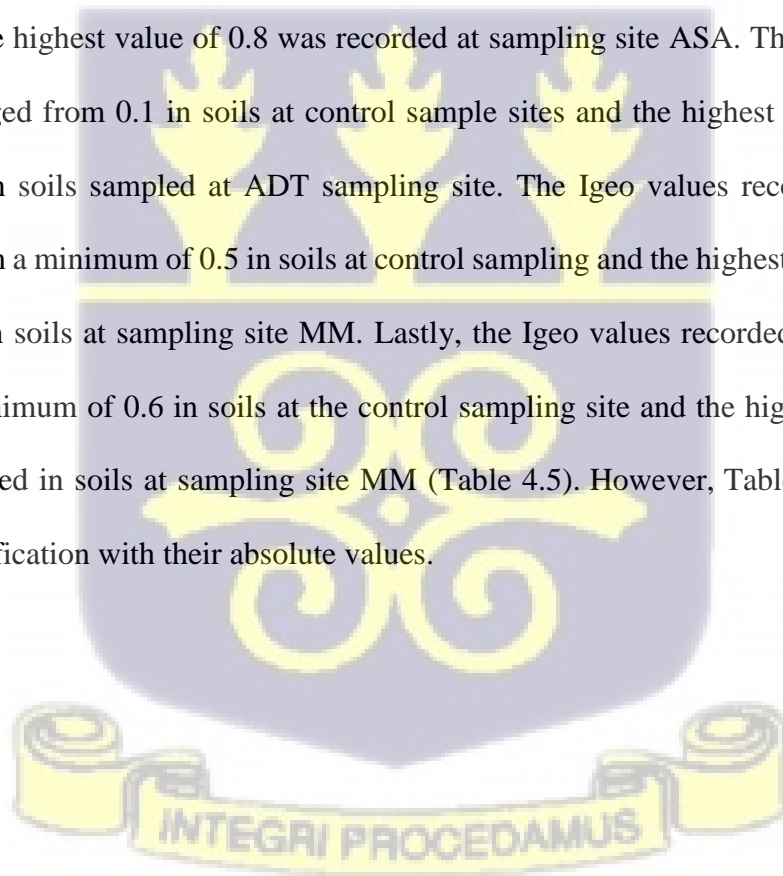 highest value of 0.8 was recorded at sampling site ASA. Th
from 0.1 in soils at control sample sites and the highest
soils sampled at ADT sampling site. The Igeo values reco
a minimum of 0.5 in soils at control sampling and the highest
soils at sampling site MM. Lastly, the Igeo values recorded
nimum of 0.6 in soils at the control sampling site and the hig
ed in soils at sampling site MM (Table 4.5). However, Table
fication with their absolute values.
INTEGRI PROCEDAMUS